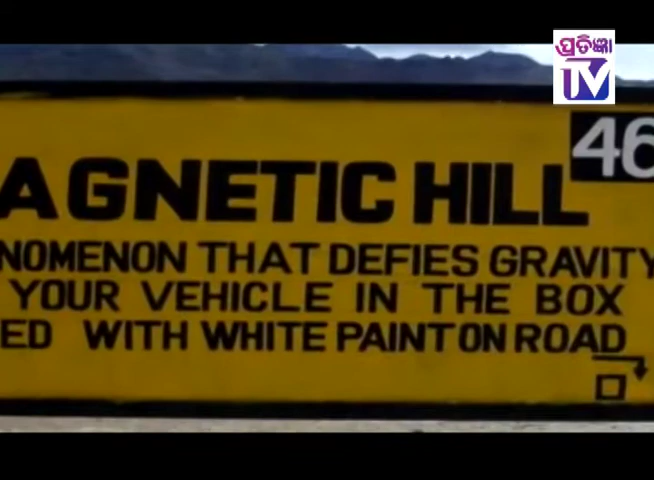 ପ୍ରତିଜ୍ଞା
TV
46
AGNETIC HILL
NOMENON THAT DEFIES GRAVITY
YOUR VEHICLE IN THE BOX
ED WITH WHITE PAINT ON ROAD